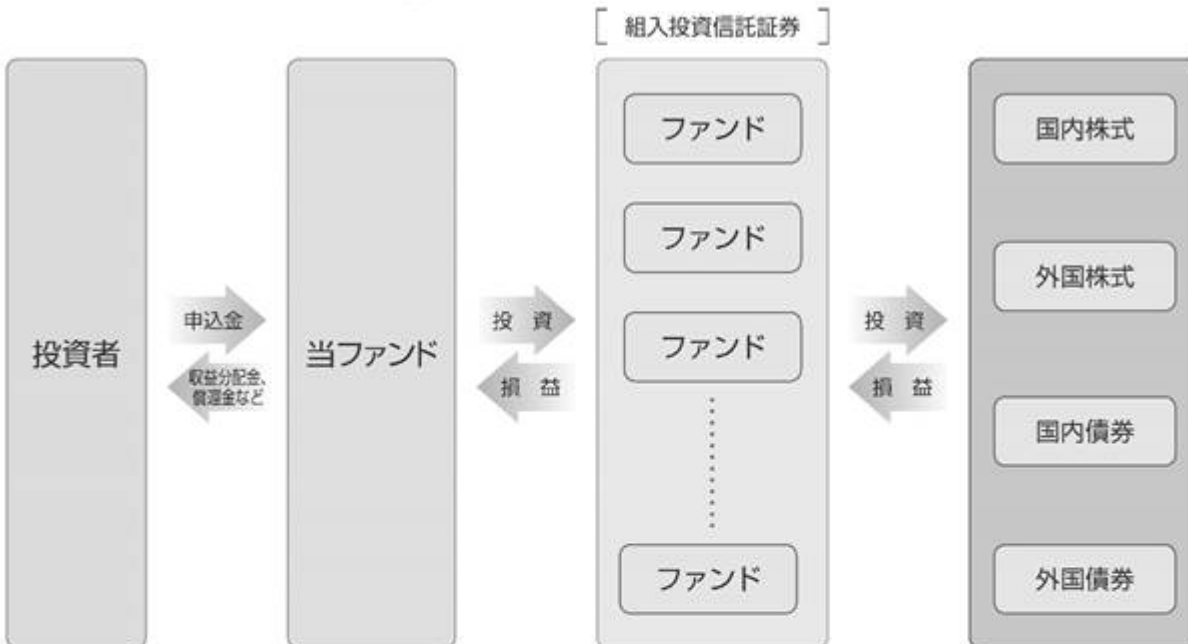 組入投資信託証券
投資者
申込金
収益分配金、
償還金など
当ファンド
投 資
損 益
ファンド
ファンド
ファンド
ファンド
投 資
損 益
国内株式
外国株式
国内債券
外国債券